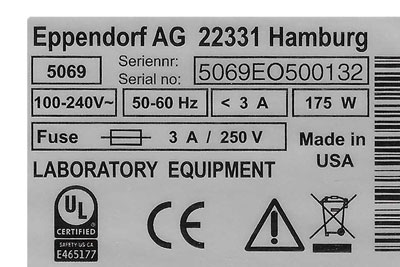 Eppendorf AG 22331 Hamburg
5069 Seriennr:
Serial no: 5069EO500132
100-240V~ 50-60 Hz < 3 A 175 W
Fuse 3 A / 250 V Made in
USA
LABORATORY EQUIPMENT
UL
CERTIFIED
SAFETY US CA
E465177
CE